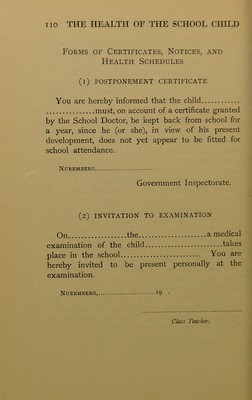 110 THE HEALTH OF THE SCHOOL CHILD
Forms of Certificates, Notices, and
Health Schedules
(1) POSTPONEMENT CERTIFICATE
You are hereby informed that the child............
...............must, on account of a certificate granted
by the School Doctor, be kept back from school for
a year, since he (or she), in view of his present
development, does not yet appear to be fitted for
school attendance.
Nuremberg,......................
Government Inspectorate.
(2) INVITATION TO EXAMINATION
On..................the.....................a medical
examination of the child........................takes
place in the school......................... You are
hereby invited to be present personally at the
examination.
Nuremberg,......................19 .
.................................
Class Teacher.